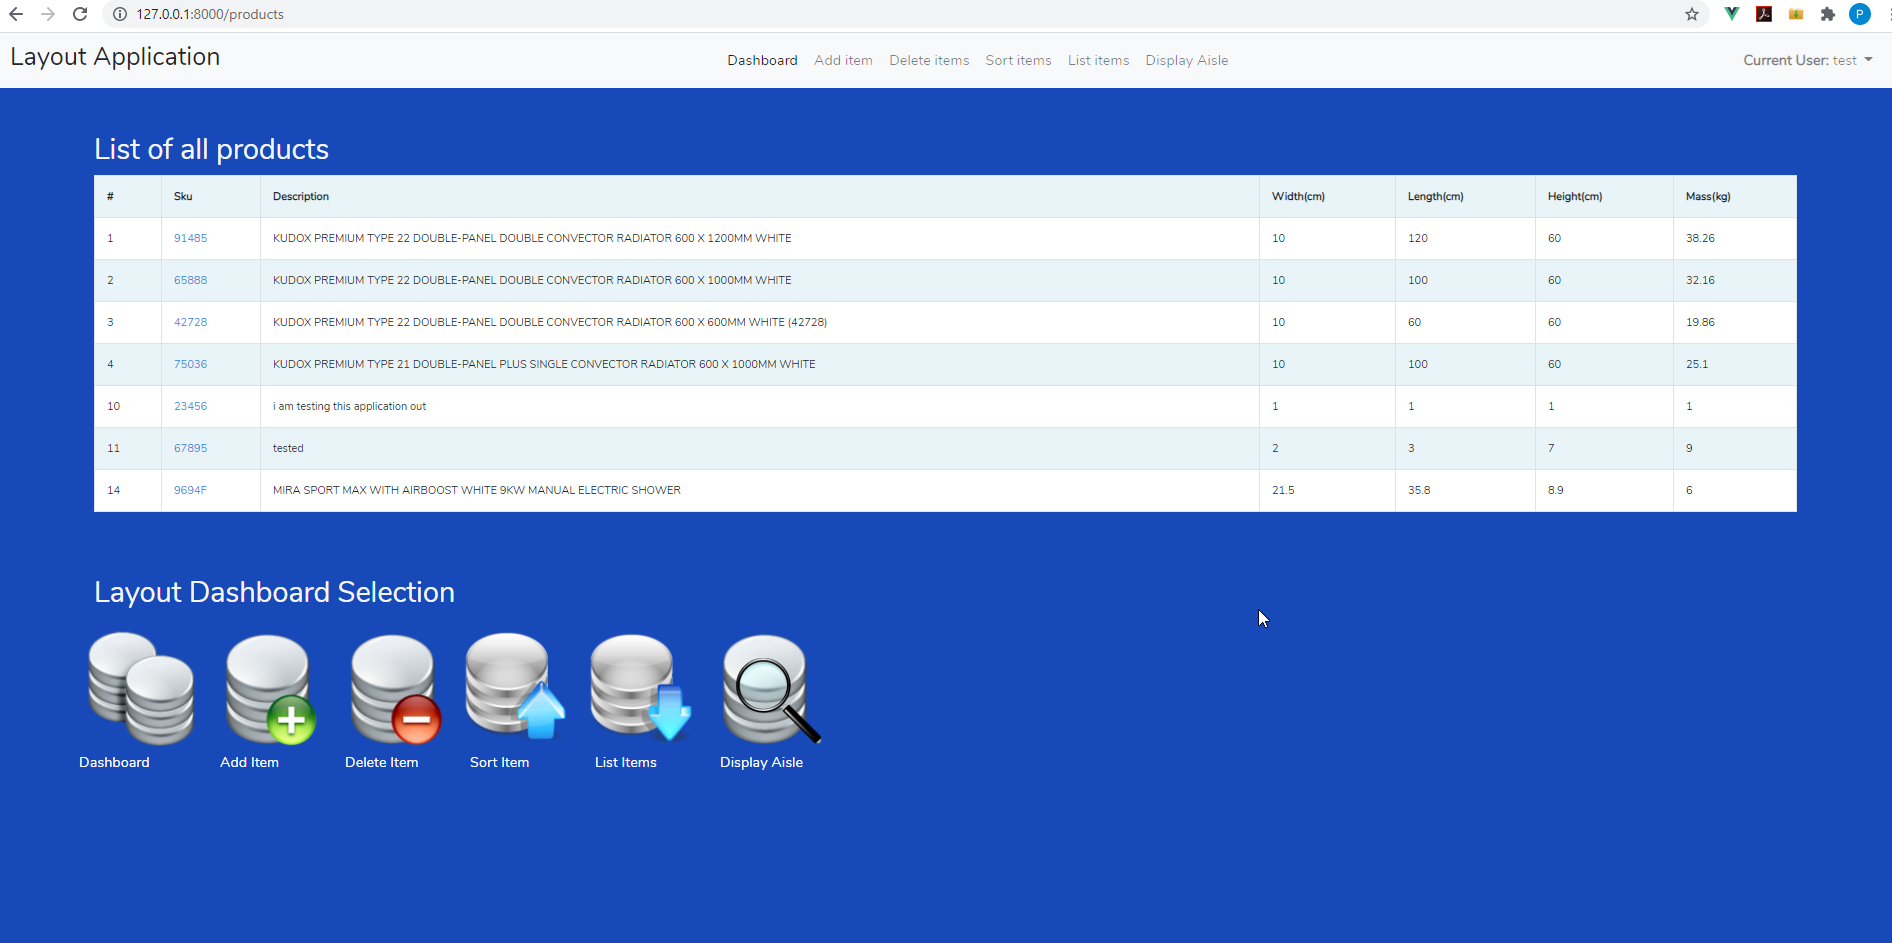 127.0.0.1:8000/products
P
Layout Application
Dashboard Add item Delete items Sort items List items Display Aisle
Current User: test
List of all products
# Sku Description Width(cm) Length(cm) Height(cm) Mass(kg)
1 91485 KUDOX PREMIUM TYPE 22 DOUBLE-PANEL DOUBLE CONVECTOR RADIATOR 600 X 1200MM WHITE 10 120 60 38.26
2 65888 KUDOX PREMIUM TYPE 22 DOUBLE-PANEL DOUBLE CONVECTOR RADIATOR 600 X 1000MM WHITE 10 100 60 32.16
3 42728 KUDOX PREMIUM TYPE 22 DOUBLE-PANEL DOUBLE CONVECTOR RADIATOR 600 X 600MM WHITE (42728) 10 60 60 19.86
4 75036 KUDOX PREMIUM TYPE 21 DOUBLE-PANEL PLUS SINGLE CONVECTOR RADIATOR 600 X 1000MM WHITE 10 100 60 25.1
10 23456 i am testing this application out 1 1 1 1
11 67895 tested 2 3 7 9
14 9694F MIRA SPORT MAX WITH AIRBOOST WHITE 9KW MANUAL ELECTRIC SHOWER 21.5 35.8 8.9 6
Layout Dashboard Selection
Dashboard Add Item Delete Item Sort Item List Items Display Aisle